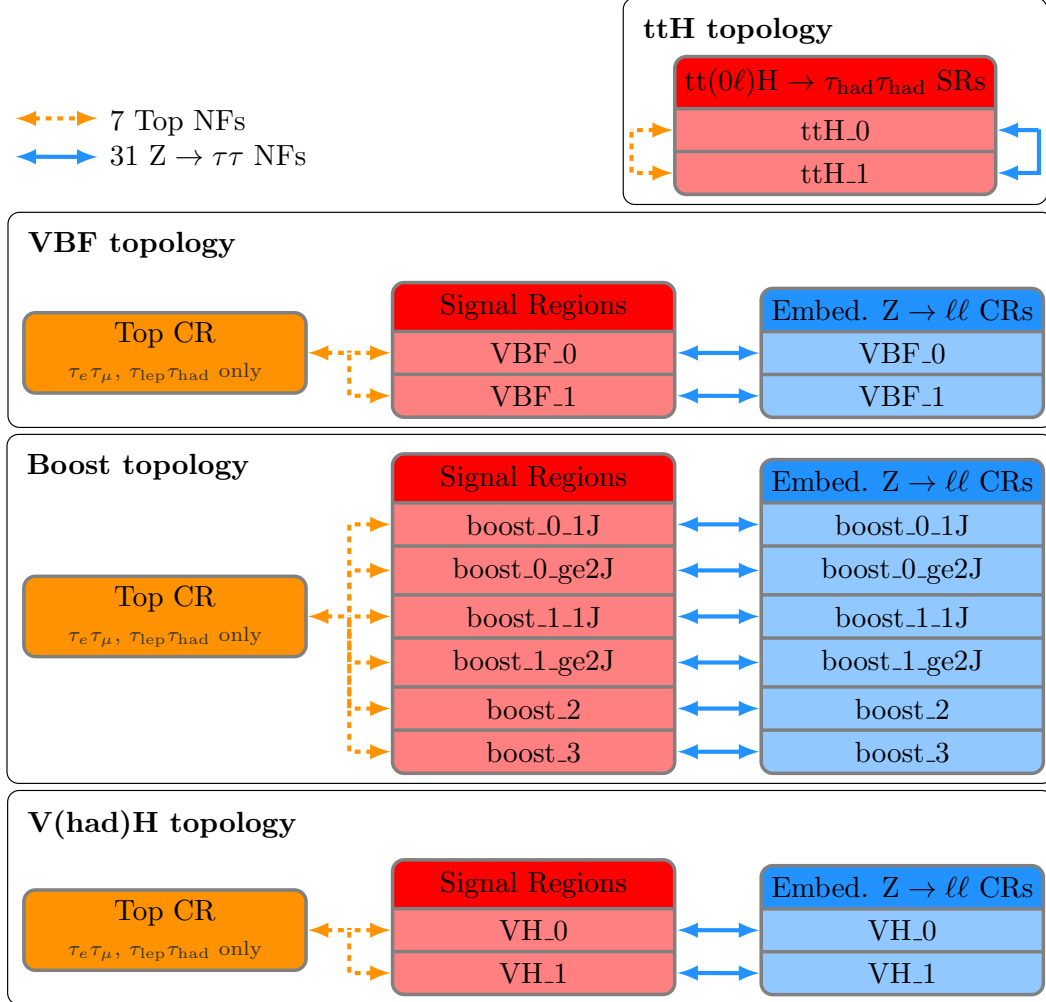 ttH topology
tt(0ℓ)H → τhadτhad SRs
ttH_0
ttH_1
7 Top NFs
31 Z → ττ NFs
VBF topology
Top CR
τeτμ, τlepτhad only
Signal Regions
VBF_0
VBF_1
Embed. Z → ℓℓ CRs
VBF_0
VBF_1
Boost topology
Top CR
τeτμ, τlepτhad only
Signal Regions
boost_0_1J
boost_0_ge2J
boost_1_1J
boost_1_ge2J
boost_2
boost_3
Embed. Z → ℓℓ CRs
boost_0_1J
boost_0_ge2J
boost_1_1J
boost_1_ge2J
boost_2
boost_3
V(had)H topology
Top CR
τeτμ, τlepτhad only
Signal Regions
VH_0
VH_1
Embed. Z → ℓℓ CRs
VH_0
VH_1